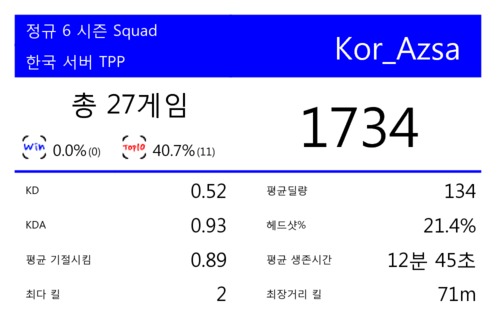 정규 6 시즌 Squad
한국 서버 TPP
Kor_Azsa
총 27게임
Win 0.0%(0) Top10 40.7%(11)
1734
KD 0.52
KDA 0.93
평균 기절시킴 0.89
최다 킬 2
평균딜량 134
헤드샷% 21.4%
평균 생존시간 12분 45초
최장거리 킬 71m